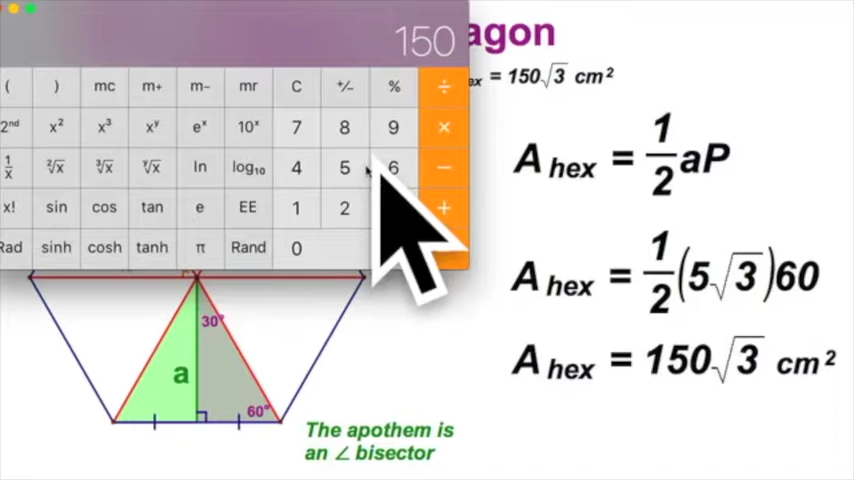 150
agon
ex = 150√3 cm²
( ) mc m+ m- mr C +/- % ÷
2nd x² x³ xʸ eˣ 10ˣ 7 8 9 ×
1/x ²√x ³√x ʸ√x ln log₁₀ 4 5 6 −
x! sin cos tan e EE 1 2 +
Rad sinh cosh tanh π Rand 0
A hex = 1/2 aP
A hex = 1/2 (5√3)60
A hex = 150√3 cm²
30°
a
60°
The apothem is
an ∠ bisector